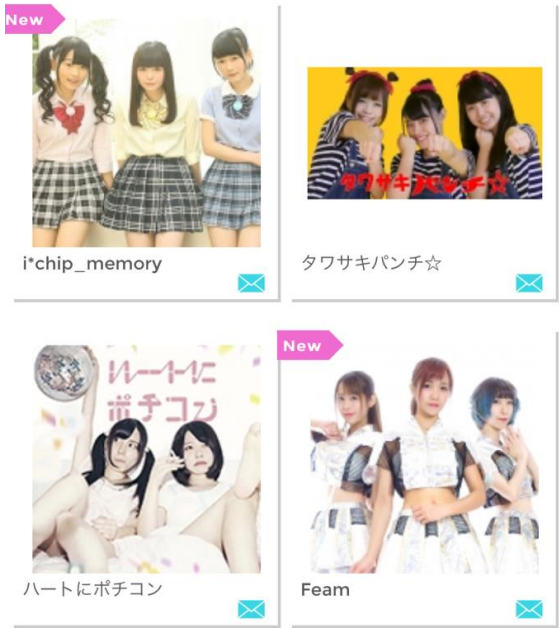 New
i*chip_memory
タワサキパンチ☆
タワサキパンチ☆
ハートに
ポチコン
ハートにポチコン
New
Feam